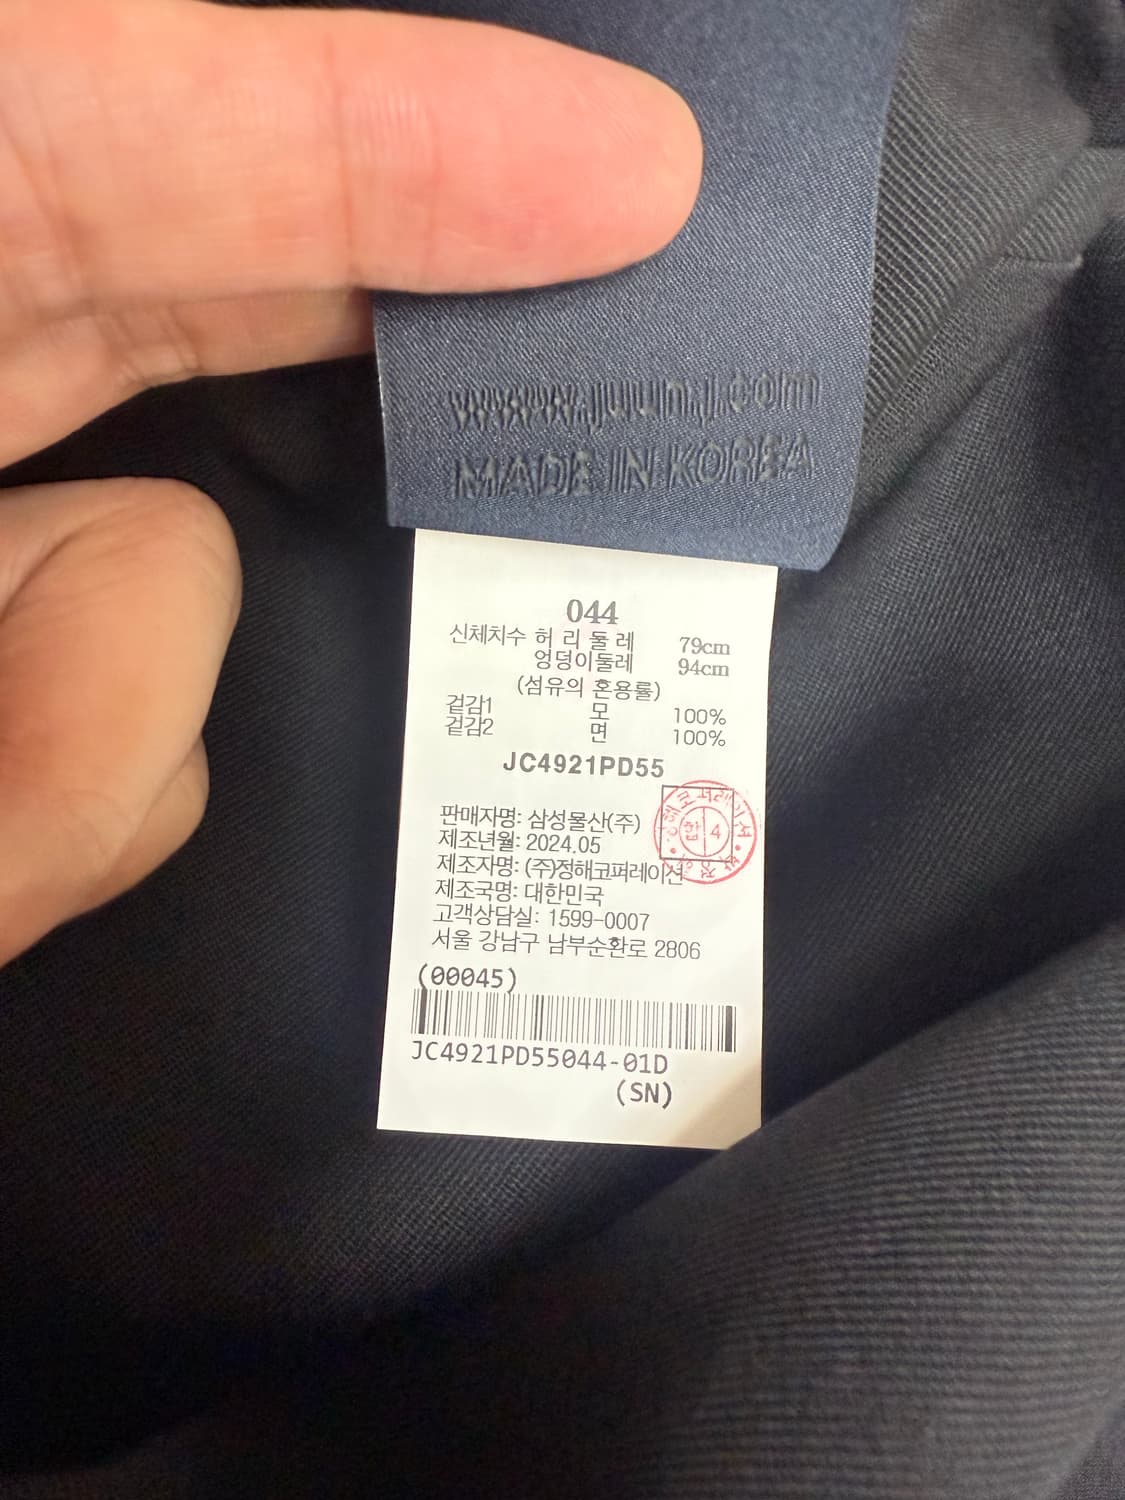 www.juunj.com
MADE IN KOREA
044
신체치수 허 리 둘 레 79cm
엉덩이둘레 94cm
(섬유의 혼용률)
겉감1 모 100%
겉감2 면 100%
JC4921PD55
판매자명: 삼성물산(주)
제조년월: 2024.05
제조자명: (주)정해코퍼레이션
제조국명: 대한민국
고객상담실: 1599-0007
서울 강남구 남부순환로 2806
(00045)
JC4921PD55044-01D
(SN)